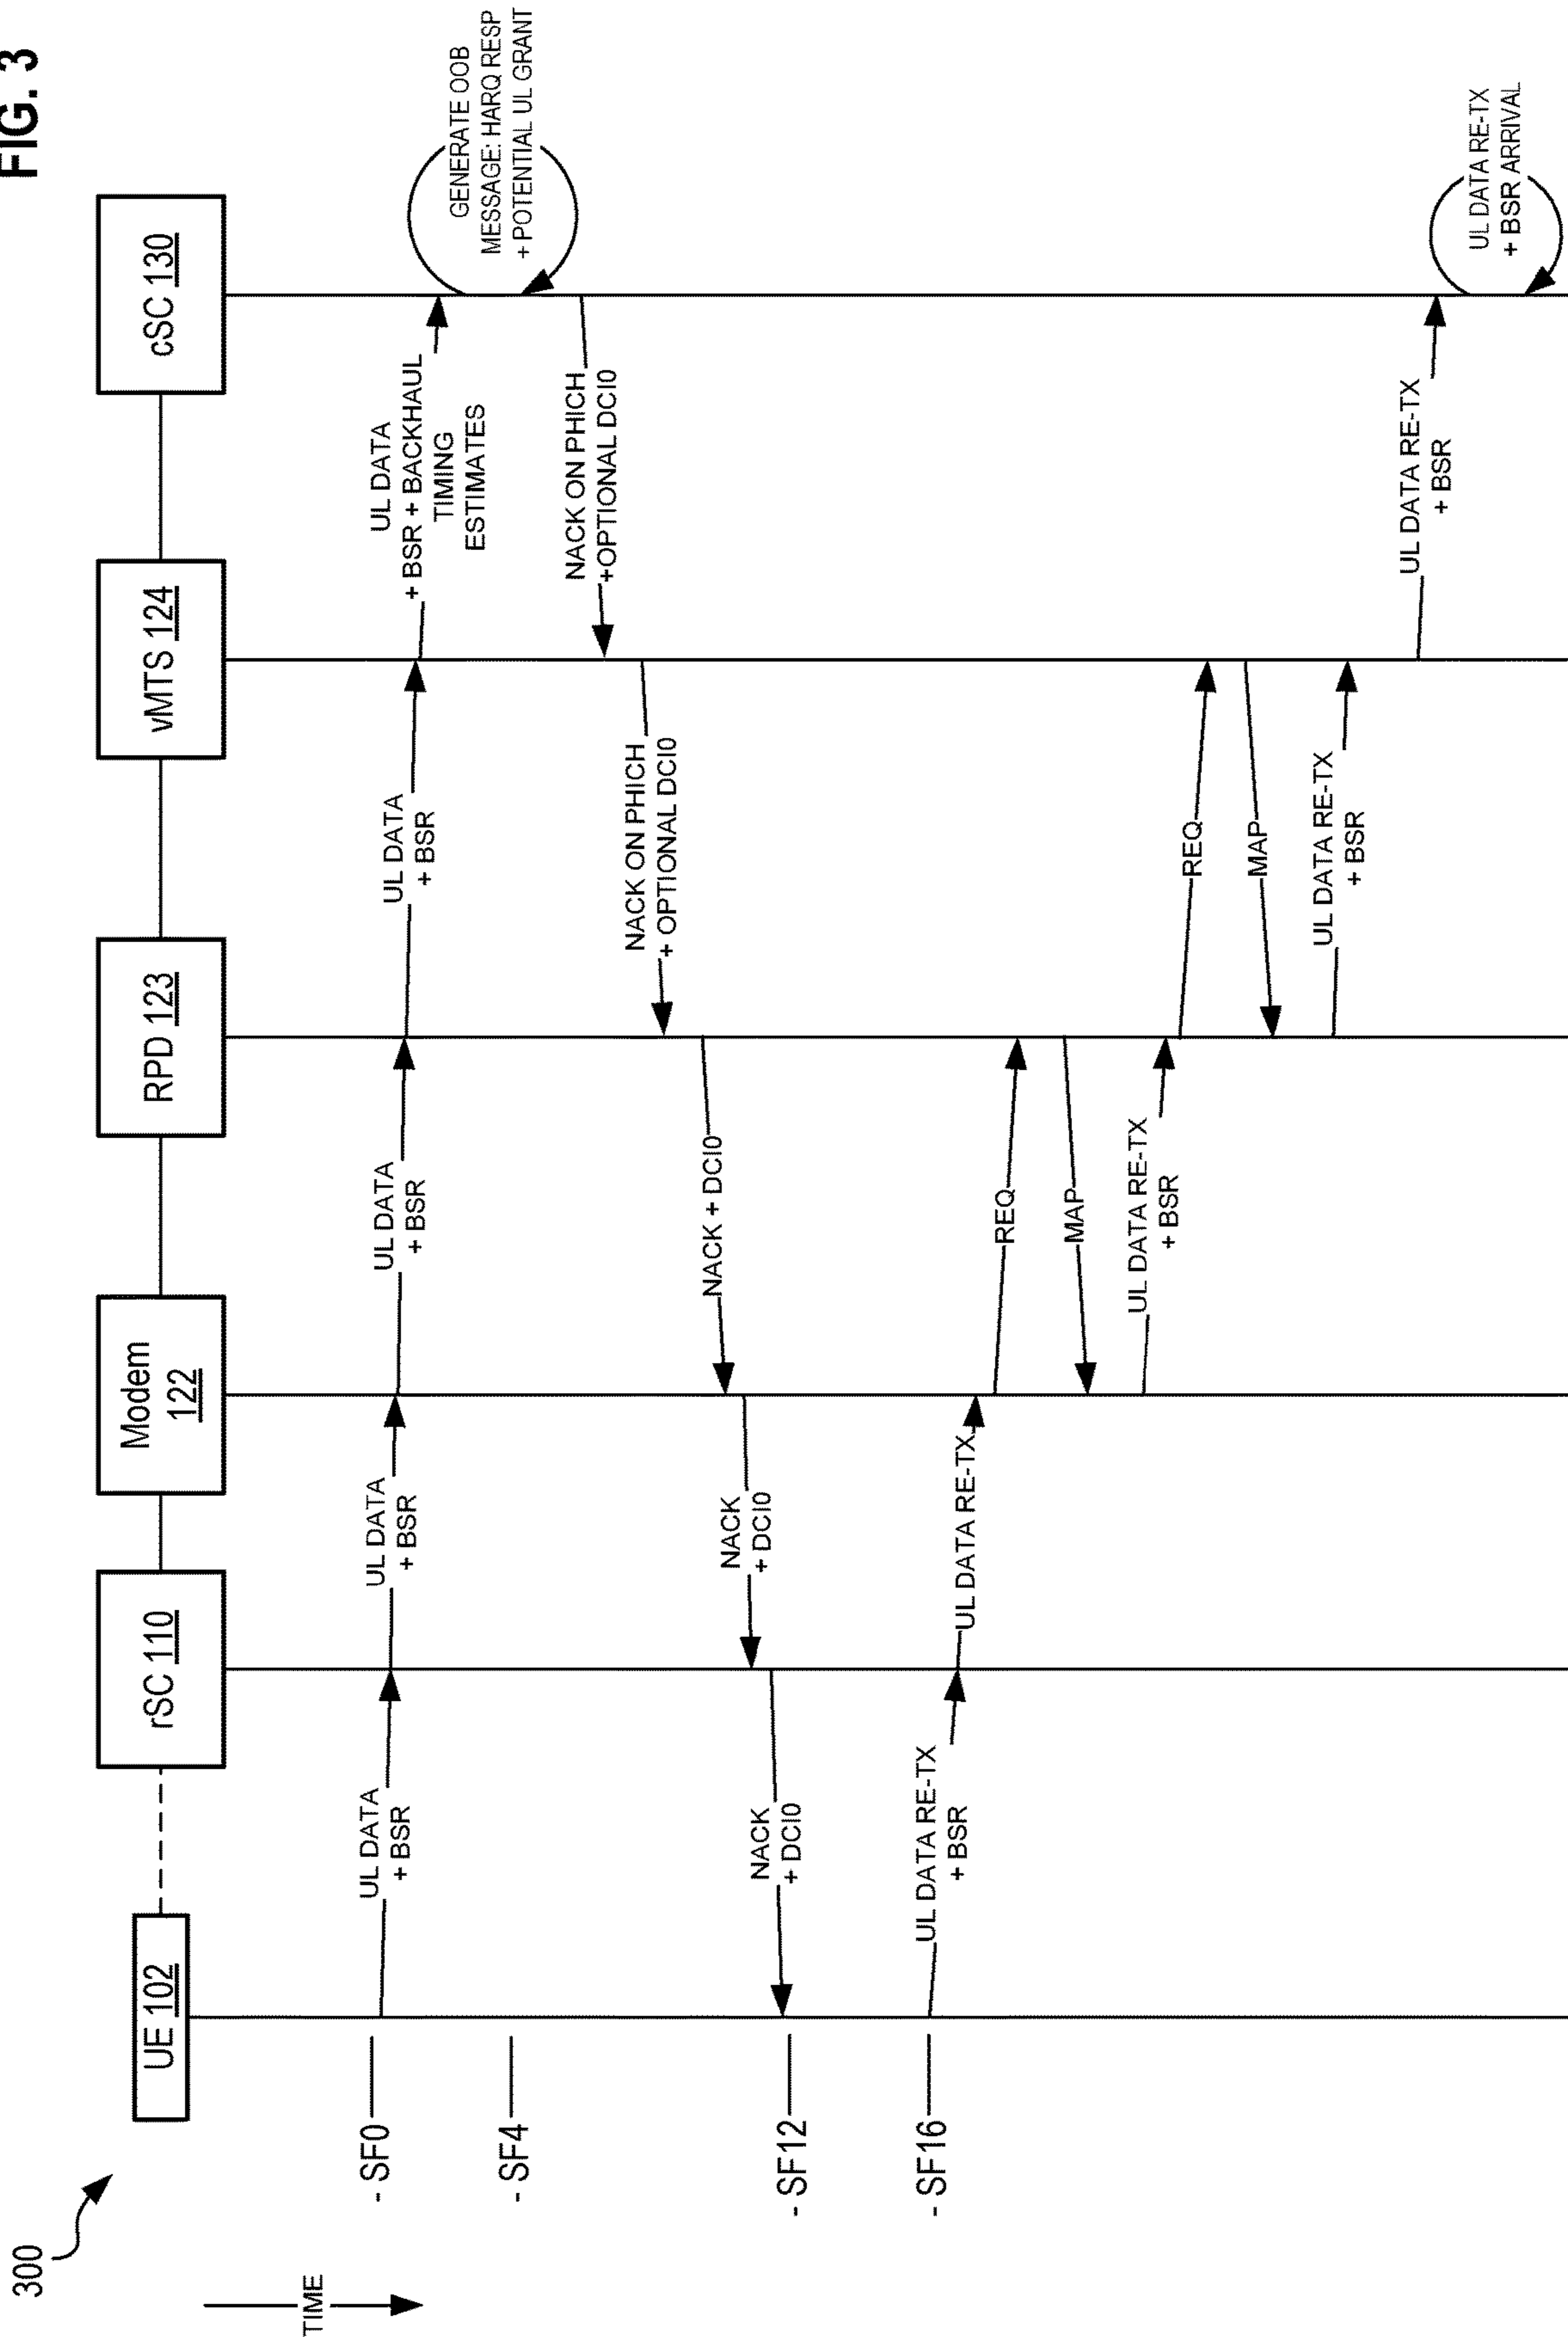 FIG. 3
300
UE 102
rSC 110
Modem
122
RPD 123
vMTS 124
cSC 130
TIME
- SF0
- SF4
- SF12
- SF16
UL DATA
+ BSR
UL DATA
+ BSR
UL DATA
+ BSR
UL DATA
+ BSR
UL DATA
+ BSR + BACKHAUL
TIMING
ESTIMATES
GENERATE OOB
MESSAGE: HARQ RESP
+ POTENTIAL UL GRANT
NACK ON PHICH
+OPTIONAL DCI0
NACK ON PHICH
+ OPTIONAL DCI0
NACK + DCI0
NACK
+ DCI0
NACK
+ DCI0
UL DATA RE-TX
+ BSR
UL DATA RE-TX
REQ
MAP
UL DATA RE-TX
+ BSR
REQ
MAP
UL DATA RE-TX
+ BSR
UL DATA RE-TX
+ BSR
UL DATA RE-TX
+ BSR ARRIVAL